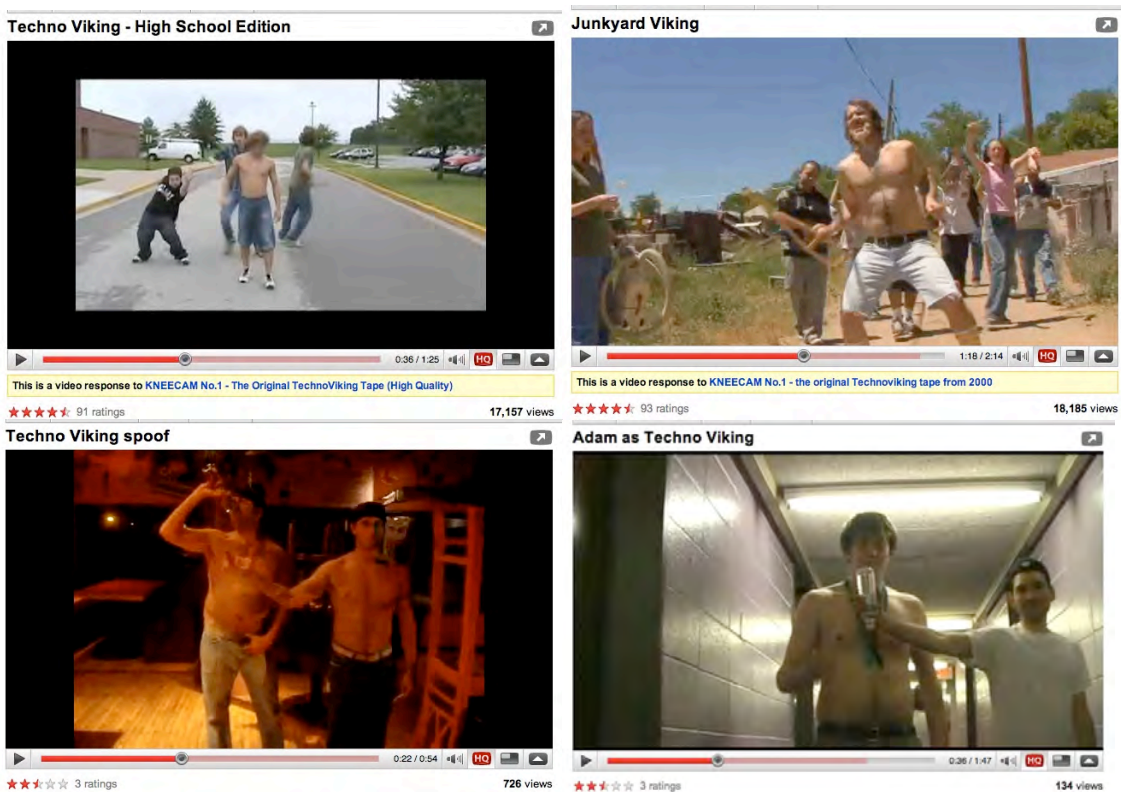 Techno Viking - High School Edition
0:36 / 1:25
HQ
This is a video response to KNEECAM No.1 - The Original TechnoViking Tape (High Quality)
91 ratings
17,157 views
Junkyard Viking
1:18 / 2:14
HQ
This is a video response to KNEECAM No.1 - the original Technoviking tape from 2000
93 ratings
18,185 views
Techno Viking spoof
0:22 / 0:54
HQ
3 ratings
726 views
Adam as Techno Viking
0:36 / 1:47
HQ
3 ratings
134 views